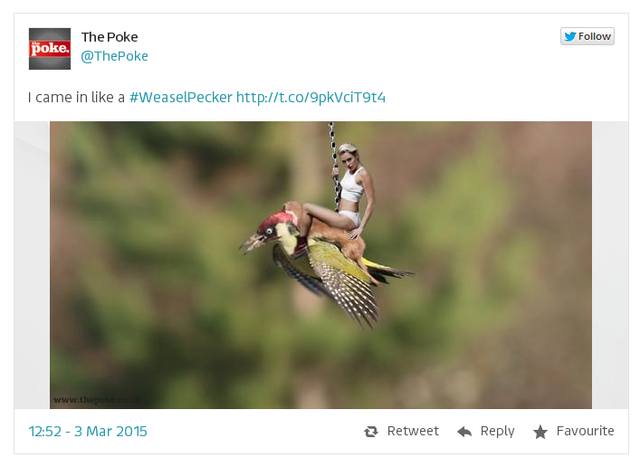 the
poke.
The Poke
@ThePoke
Follow
I came in like a #WeaselPecker http://t.co/9pkVciT9t4
www.thepoke.co.uk
12:52 - 3 Mar 2015
Retweet
Reply
Favourite